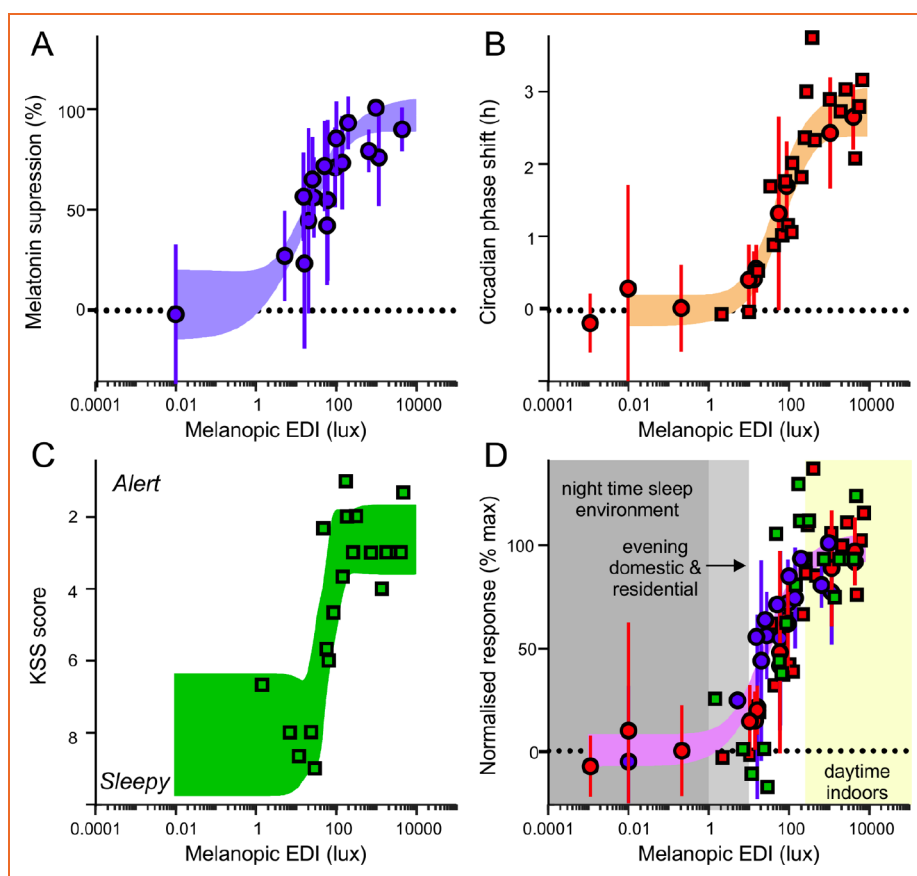 A
Melatonin supression (%)
100
50
0
0.0001
0.01
1
100
10000
Melanopic EDI (lux)
B
Circadian phase shift (h)
3
2
1
0
0.0001
0.01
1
100
10000
Melanopic EDI (lux)
C
Alert
KSS score
2
4
6
8
Sleepy
0.0001
0.01
1
100
10000
Melanopic EDI (lux)
D
Normalised response (% max)
night time sleep
environment
evening
domestic &
residential
100
50
0
daytime
indoors
0.0001
0.01
1
100
10000
Melanopic EDI (lux)